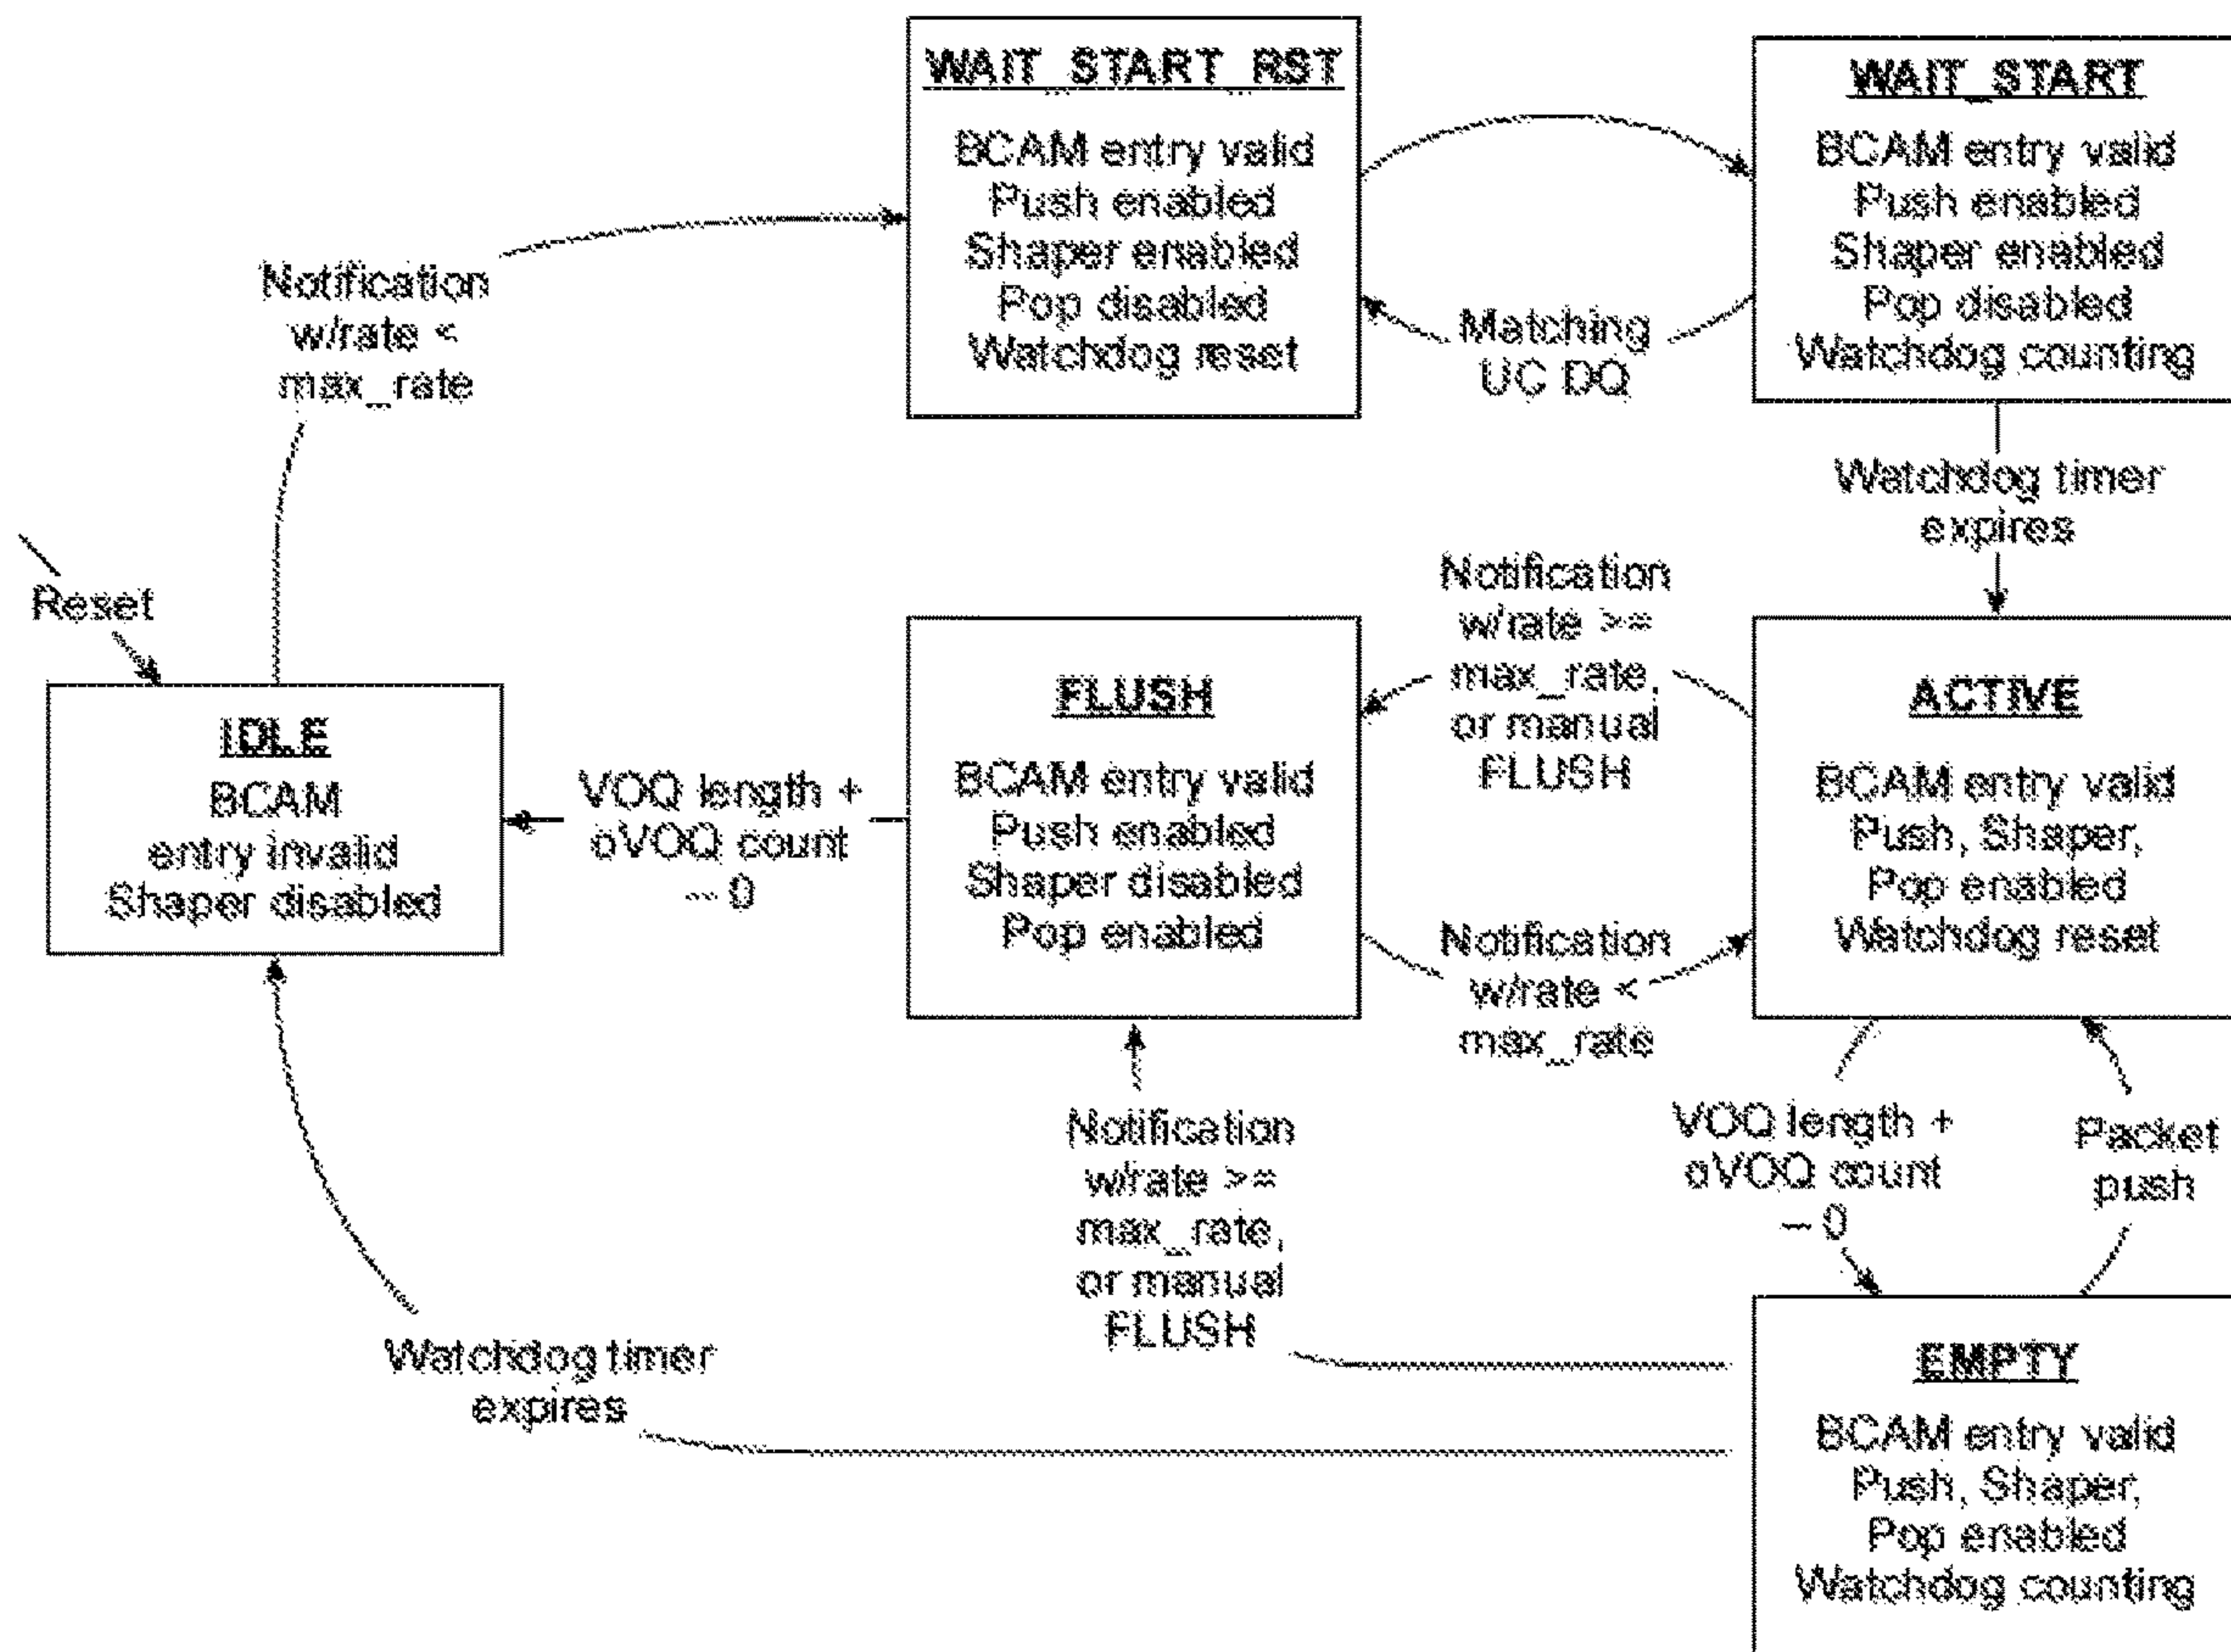 WAIT_START_RST
BCAM entry valid
Push enabled
Shaper enabled
Pop disabled
Watchdog reset
WAIT_START
BCAM entry valid
Push enabled
Shaper enabled
Pop disabled
Watchdog counting
Notification
w/rate <
max_rate
Matching
UC DQ
Watchdog timer
expires
Reset
IDLE
BCAM
entry invalid
Shaper disabled
VOQ length +
oVOQ count
-- 0
FLUSH
BCAM entry valid
Push enabled
Shaper disabled
Pop enabled
Notification
w/rate >=
max_rate,
or manual
FLUSH
Notification
w/rate <
max_rate
ACTIVE
BCAM entry valid
Push, Shaper,
Pop enabled
Watchdog reset
Notification
w/rate >=
max_rate,
or manual
FLUSH
VOQ length +
oVOQ count
-- 0
Packet
push
Watchdog timer
expires
EMPTY
BCAM entry valid
Push, Shaper,
Pop enabled
Watchdog counting